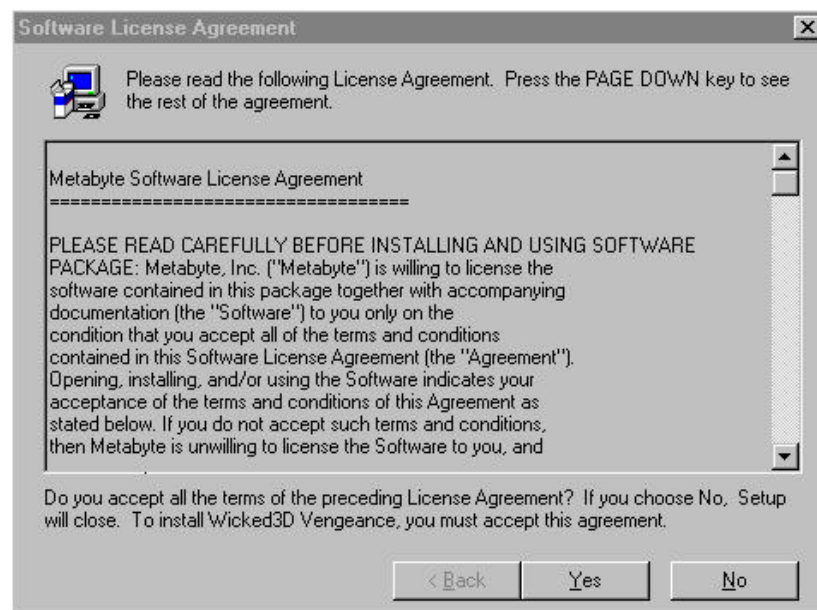 Software License Agreement
Please read the following License Agreement. Press the PAGE DOWN key to see
the rest of the agreement.
Metabyte Software License Agreement
===================================
PLEASE READ CAREFULLY BEFORE INSTALLING AND USING SOFTWARE
PACKAGE: Metabyte, Inc. ("Metabyte") is willing to license the
software contained in this package together with accompanying
documentation (the "Software") to you only on the
condition that you accept all of the terms and conditions
contained in this Software License Agreement (the "Agreement").
Opening, installing, and/or using the Software indicates your
acceptance of the terms and conditions of this Agreement as
stated below. If you do not accept such terms and conditions,
then Metabyte is unwilling to license the Software to you, and
Do you accept all the terms of the preceding License Agreement? If you choose No, Setup
will close. To install Wicked3D Vengeance, you must accept this agreement.
< Back Yes No